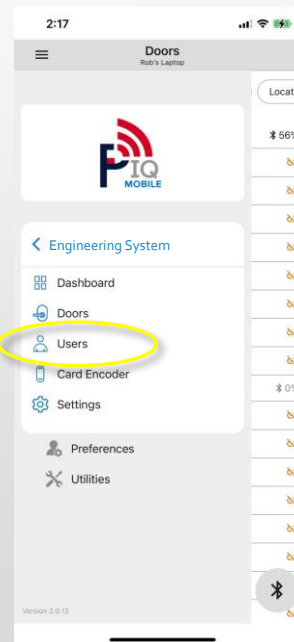 2:17
Doors
Rob's Laptop
Locat
56%
PIQ
MOBILE
Engineering System
Dashboard
Doors
Users
Card Encoder
0%
Settings
Preferences
Utilities
Version 2.0.12